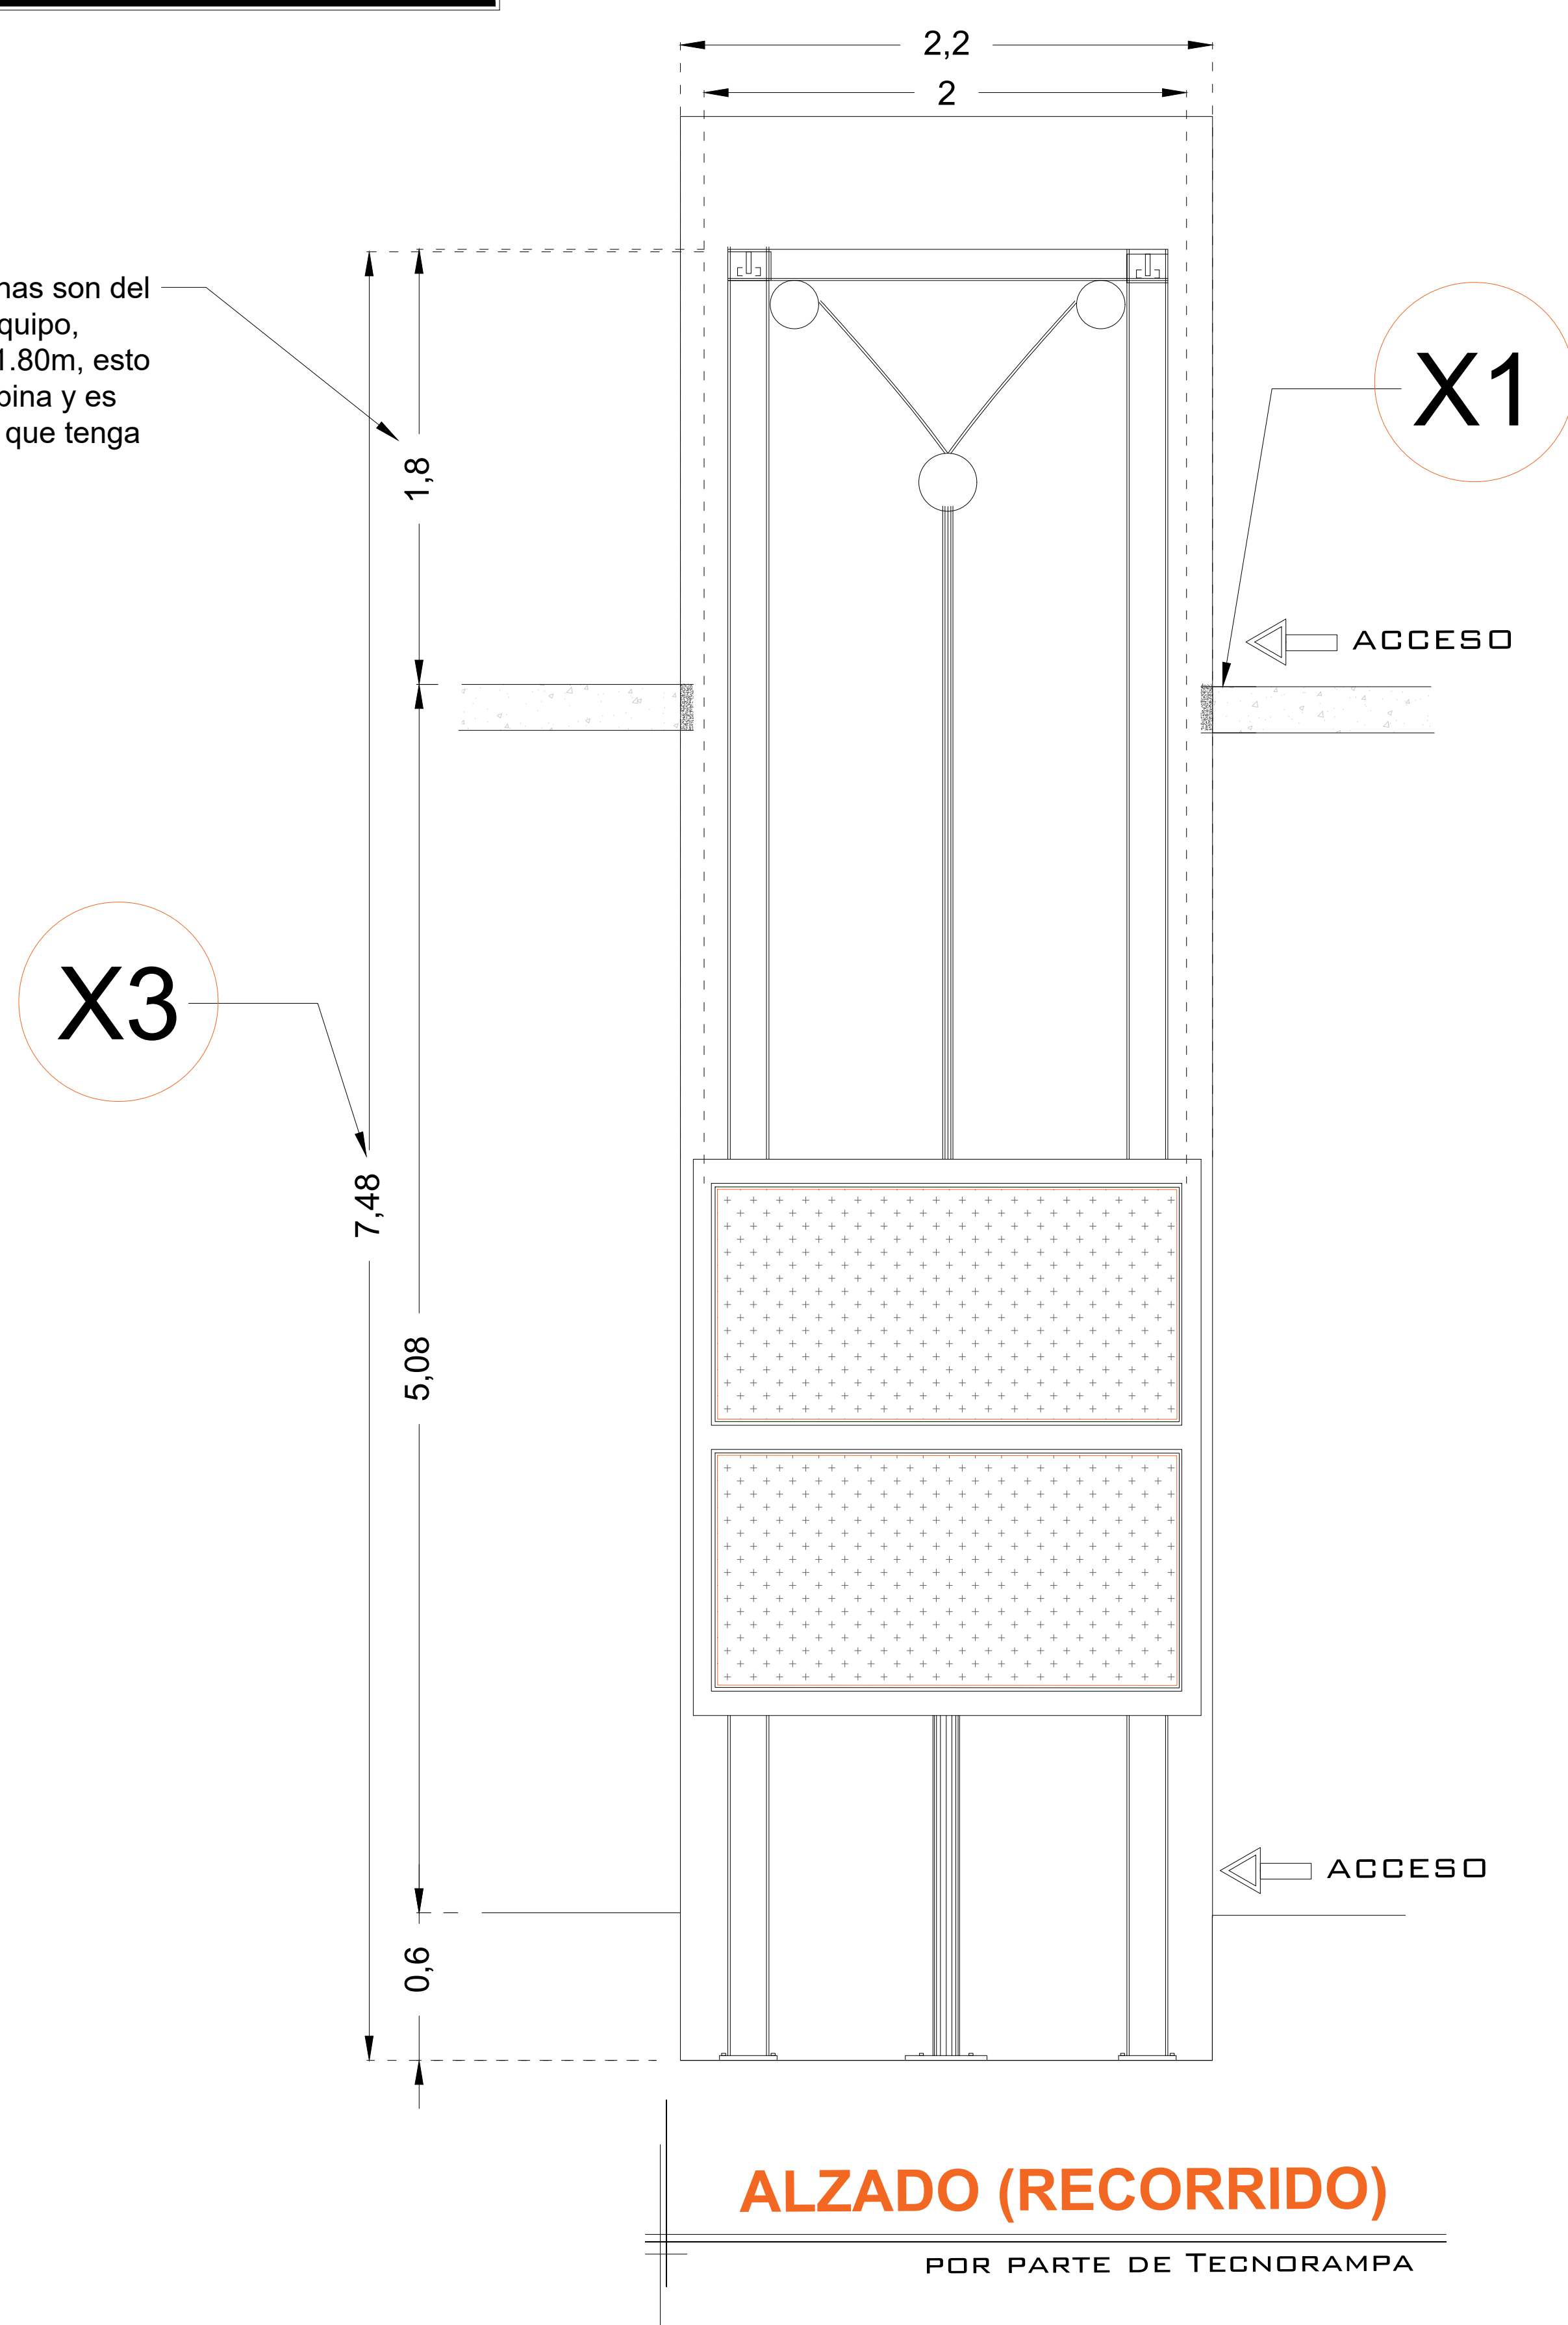 2,2
2
nas son del
quipo,
1.80m, esto
bina y es
que tenga
1,8
X1
ACCESO
X3
7,48
5,08
ACCESO
0,6
ALZADO (RECORRIDO)
POR PARTE DE TECNORAMPA